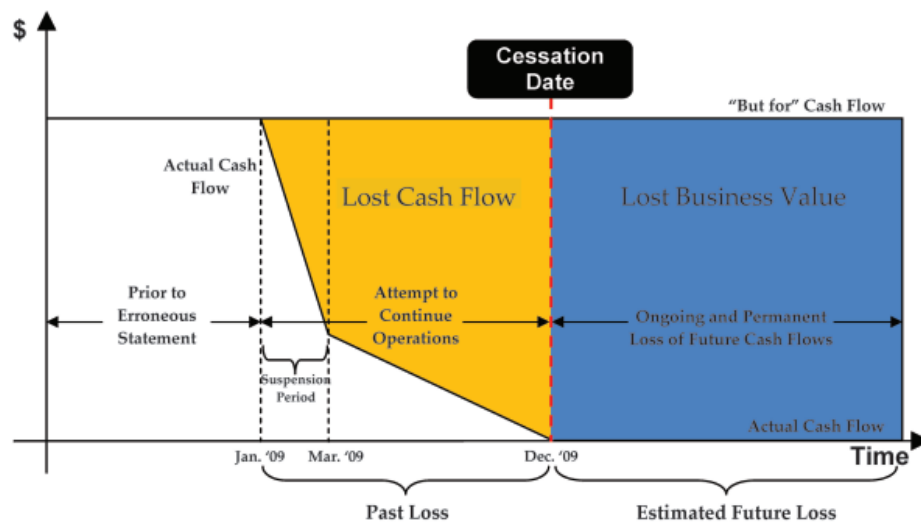 $
Cessation
Date
“But for” Cash Flow
Actual Cash
Flow
Lost Cash Flow
Lost Business Value
Prior to
Erroneous
Statement
Attempt to
Continue
Operations
Ongoing and Permanent
Loss of Future Cash Flows
Suspension
Period
Actual Cash Flow
Jan. ‘09
Mar. ‘09
Dec. ‘09
Time
Past Loss
Estimated Future Loss